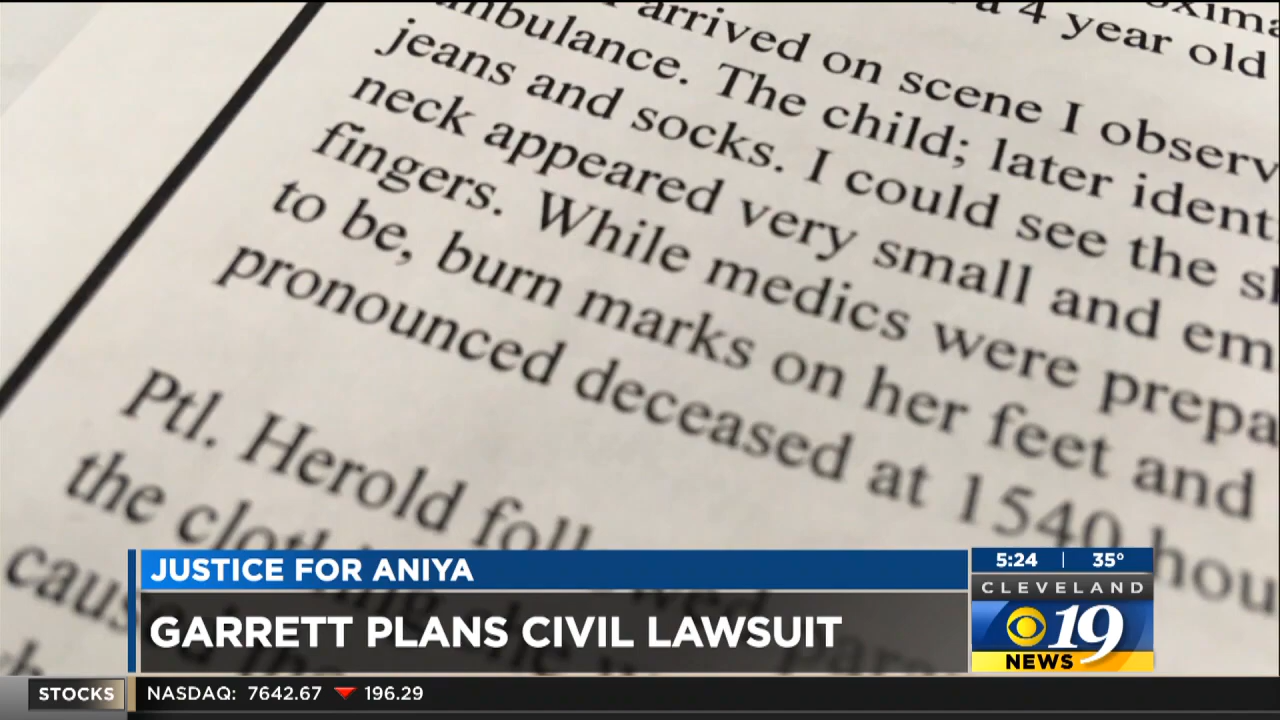 a 4 year old
arrived on scene I observ
ambulance. The child; later ident
jeans and socks. I could see the
neck appeared very small and em
fingers. While medics were prepa
to be, burn marks on her feet and
pronounced deceased at 1540 hou
Ptl. Herold foll
the
caus
JUSTICE FOR ANIYA
GARRETT PLANS CIVIL LAWSUIT
5:24 | 35°
CLEVELAND
19
NEWS
STOCKS NASDAQ: 7642.67 196.29